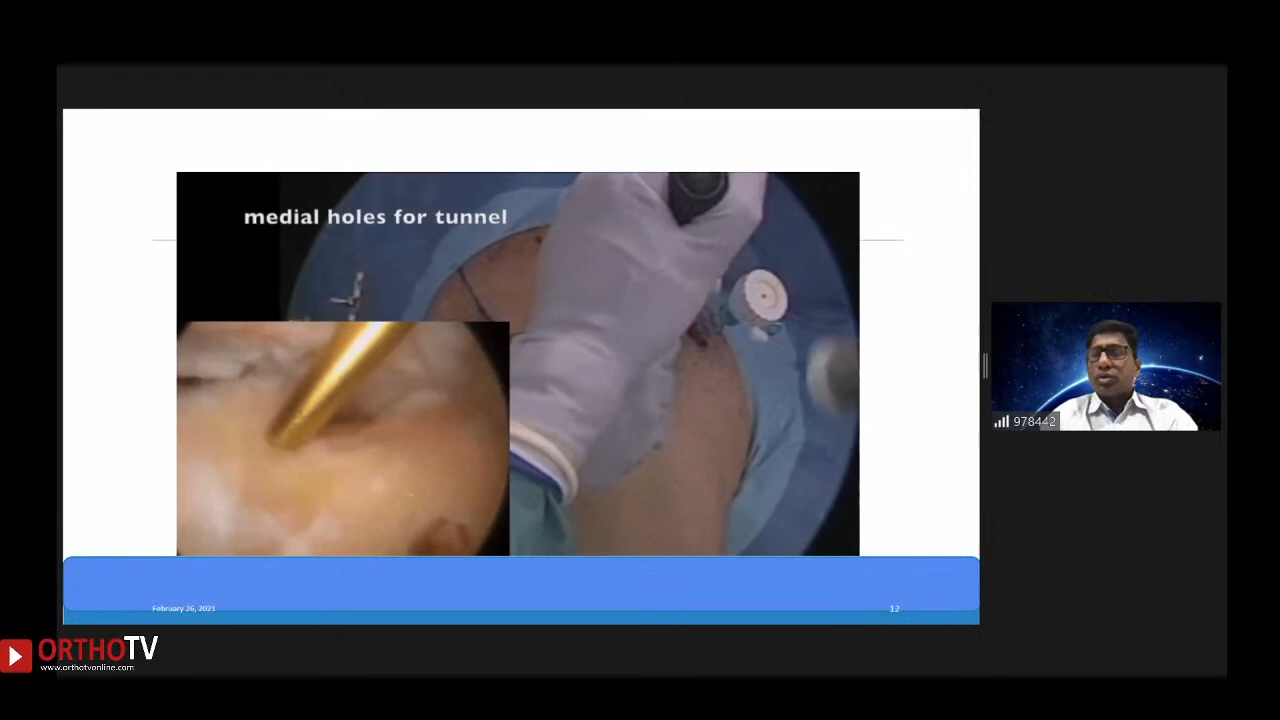 medial holes for tunnel
978442
February 26, 2021
12
ORTHOTV
www.orthotvonline.com